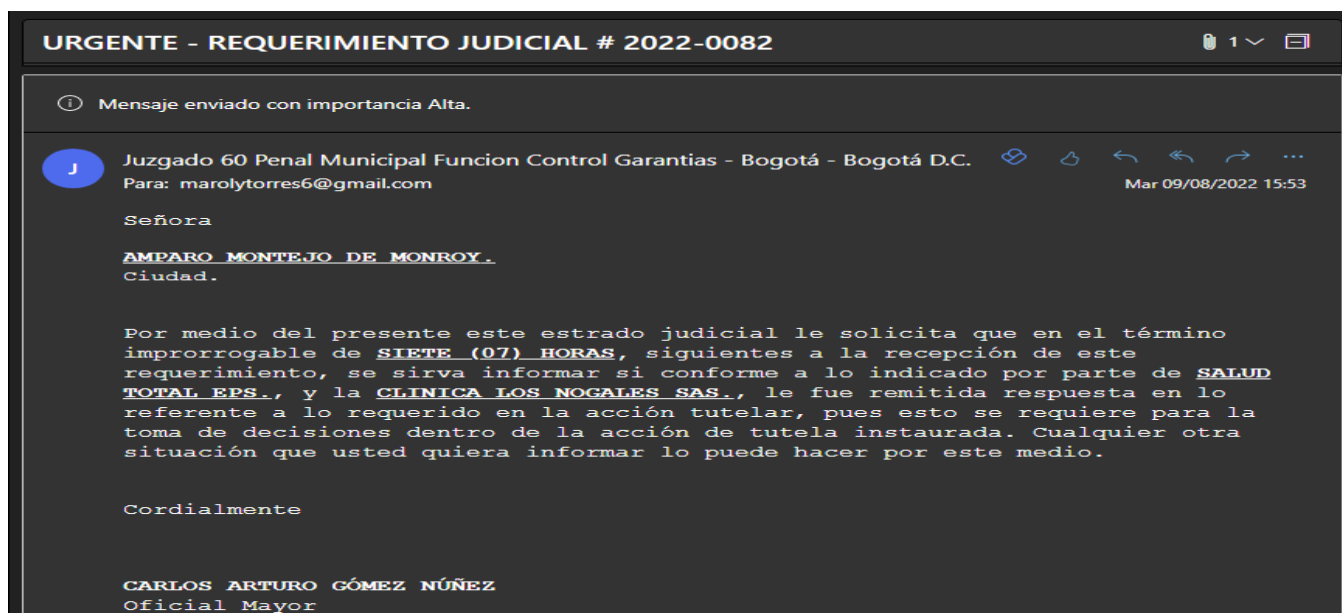 URGENTE - REQUERIMIENTO JUDICIAL # 2022-0082
1
Mensaje enviado con importancia Alta.
J
Juzgado 60 Penal Municipal Funcion Control Garantias - Bogotá - Bogotá D.C.
Para: marolytorres6@gmail.com
Mar 09/08/2022 15:53
Señora
AMPARO MONTEJO DE MONROY.
Ciudad.
Por medio del presente este estrado judicial le solicita que en el término
improrrogable de SIETE (07) HORAS, siguientes a la recepción de este
requerimiento, se sirva informar si conforme a lo indicado por parte de SALUD
TOTAL EPS., y la CLINICA LOS NOGALES SAS., le fue remitida respuesta en lo
referente a lo requerido en la acción tutelar, pues esto se requiere para la
toma de decisiones dentro de la acción de tutela instaurada. Cualquier otra
situación que usted quiera informar lo puede hacer por este medio.
Cordialmente
CARLOS ARTURO GÓMEZ NÚÑEZ
Oficial Mayor